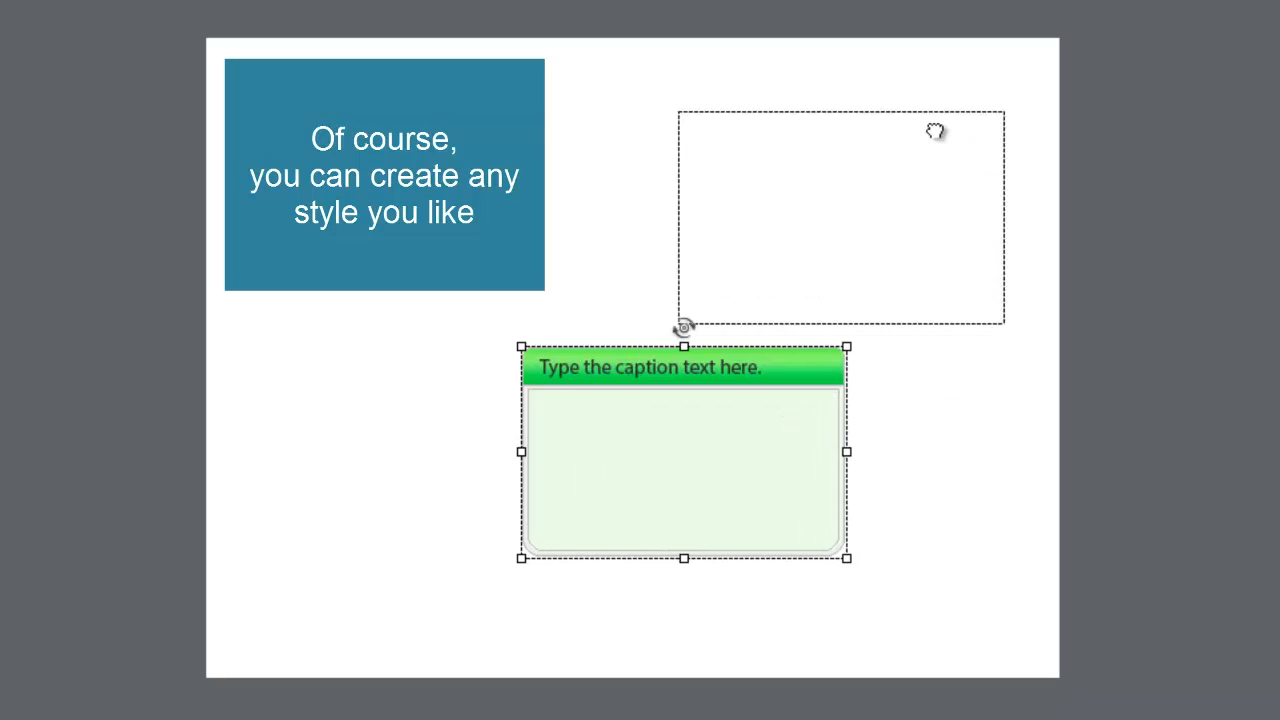 Of course,
you can create any
style you like
Type the caption text here.